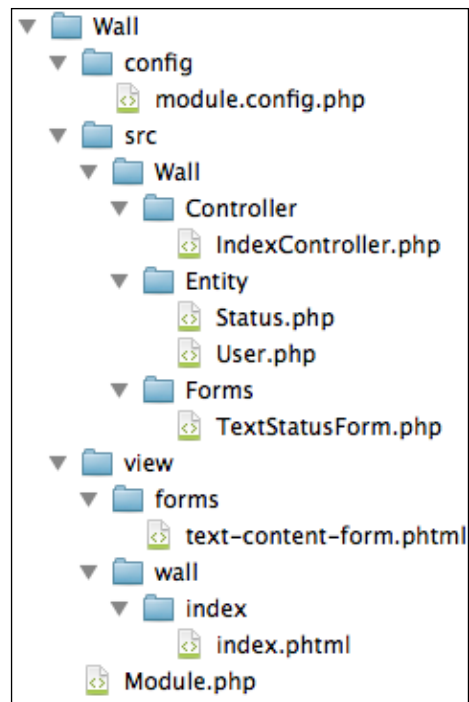 Wall
config
module.config.php
src
Wall
Controller
IndexController.php
Entity
Status.php
User.php
Forms
TextStatusForm.php
view
forms
text-content-form.phtml
wall
index
index.phtml
Module.php